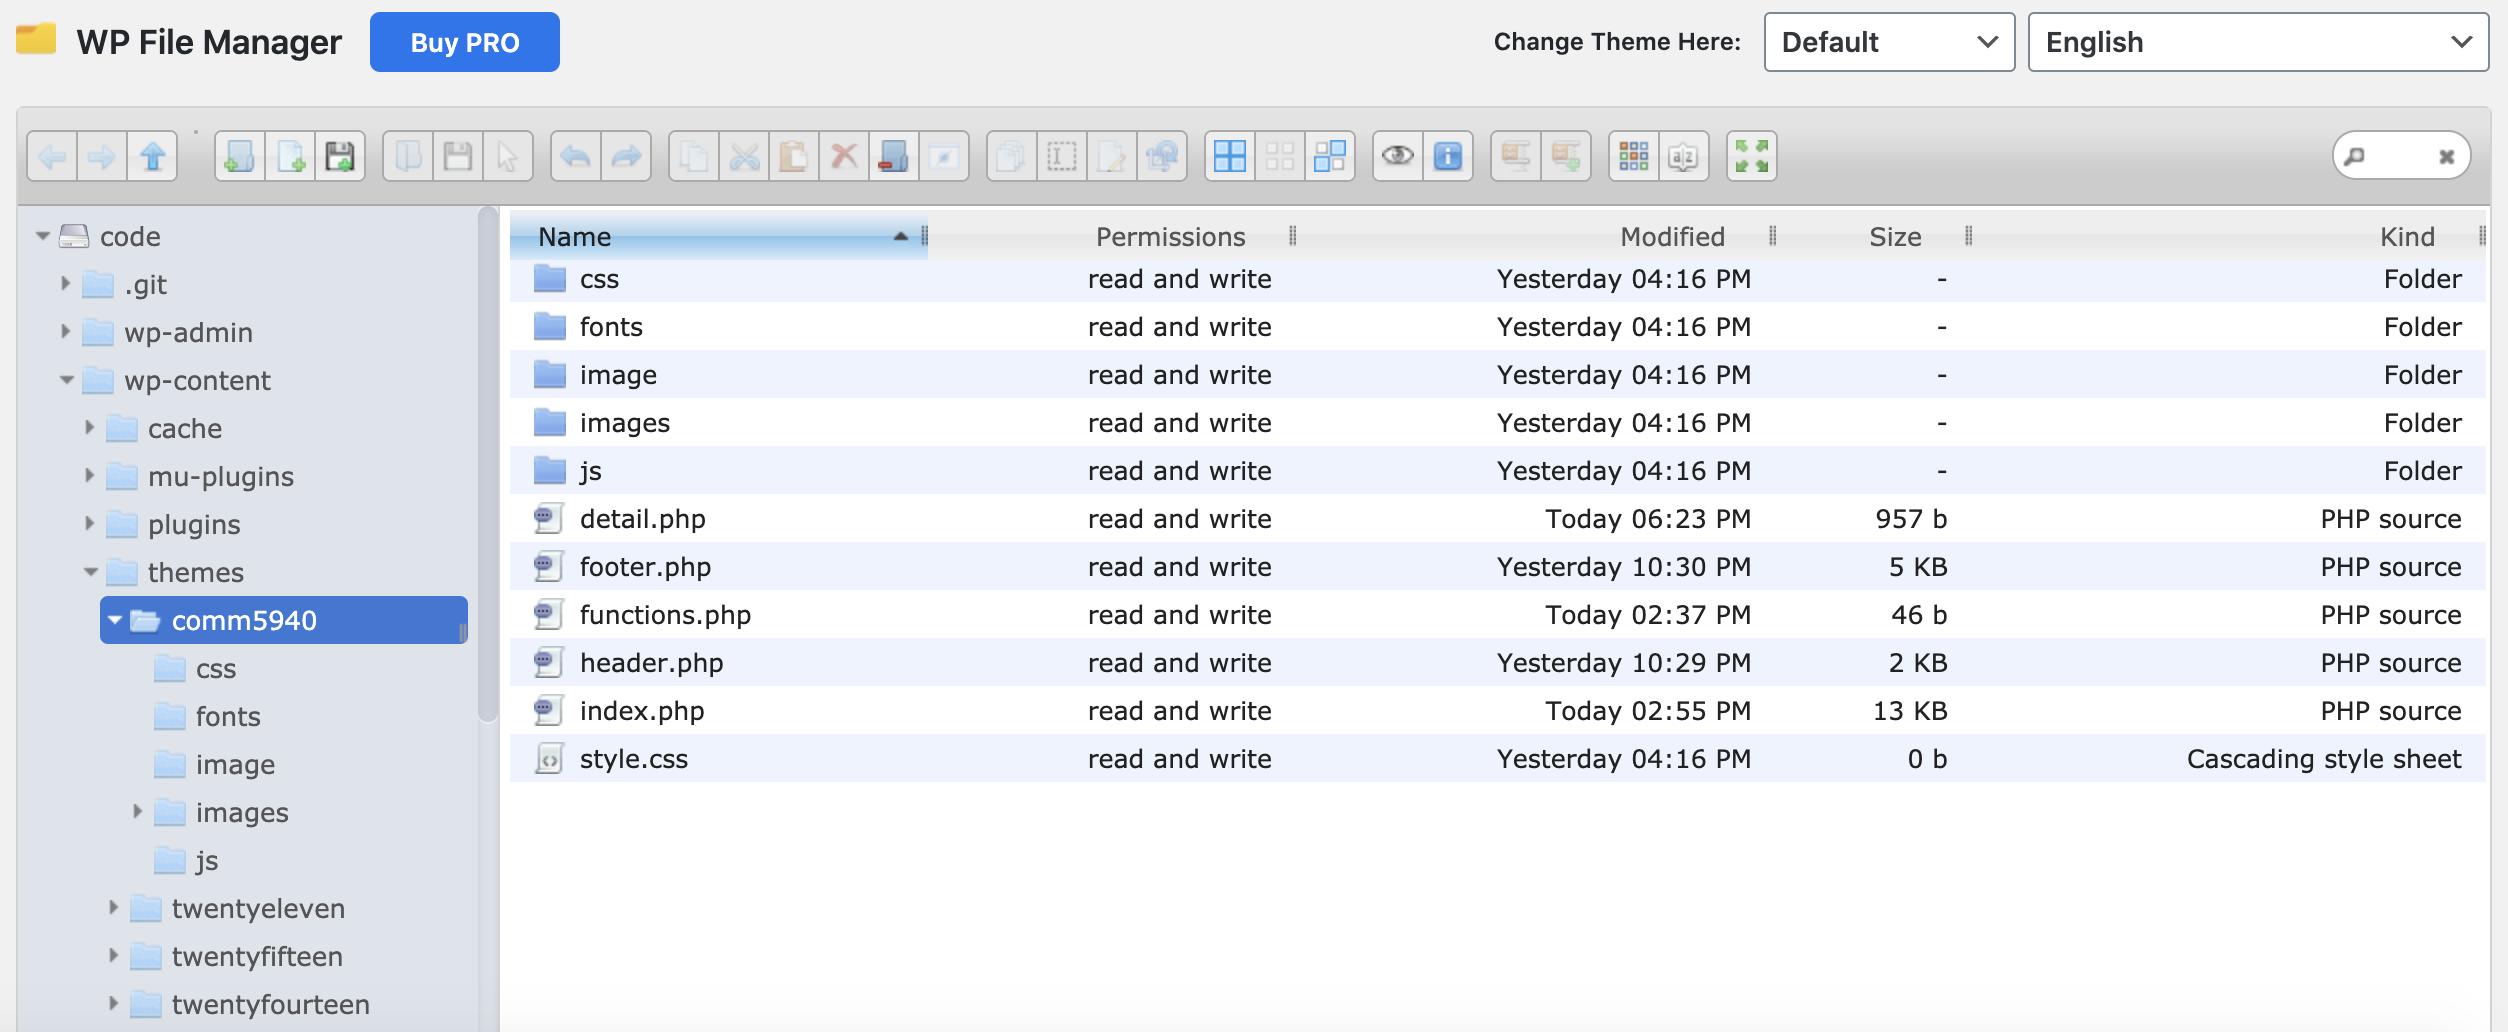 WP File Manager
Buy PRO
Change Theme Here:
Default
English
code
.git
wp-admin
wp-content
cache
mu-plugins
plugins
themes
comm5940
css
fonts
image
images
js
twentyeleven
twentyfifteen
twentyfourteen
Name Permissions Modified Size Kind
css read and write Yesterday 04:16 PM - Folder
fonts read and write Yesterday 04:16 PM - Folder
image read and write Yesterday 04:16 PM - Folder
images read and write Yesterday 04:16 PM - Folder
js read and write Yesterday 04:16 PM - Folder
detail.php read and write Today 06:23 PM 957 b PHP source
footer.php read and write Yesterday 10:30 PM 5 KB PHP source
functions.php read and write Today 02:37 PM 46 b PHP source
header.php read and write Yesterday 10:29 PM 2 KB PHP source
index.php read and write Today 02:55 PM 13 KB PHP source
style.css read and write Yesterday 04:16 PM 0 b Cascading style sheet